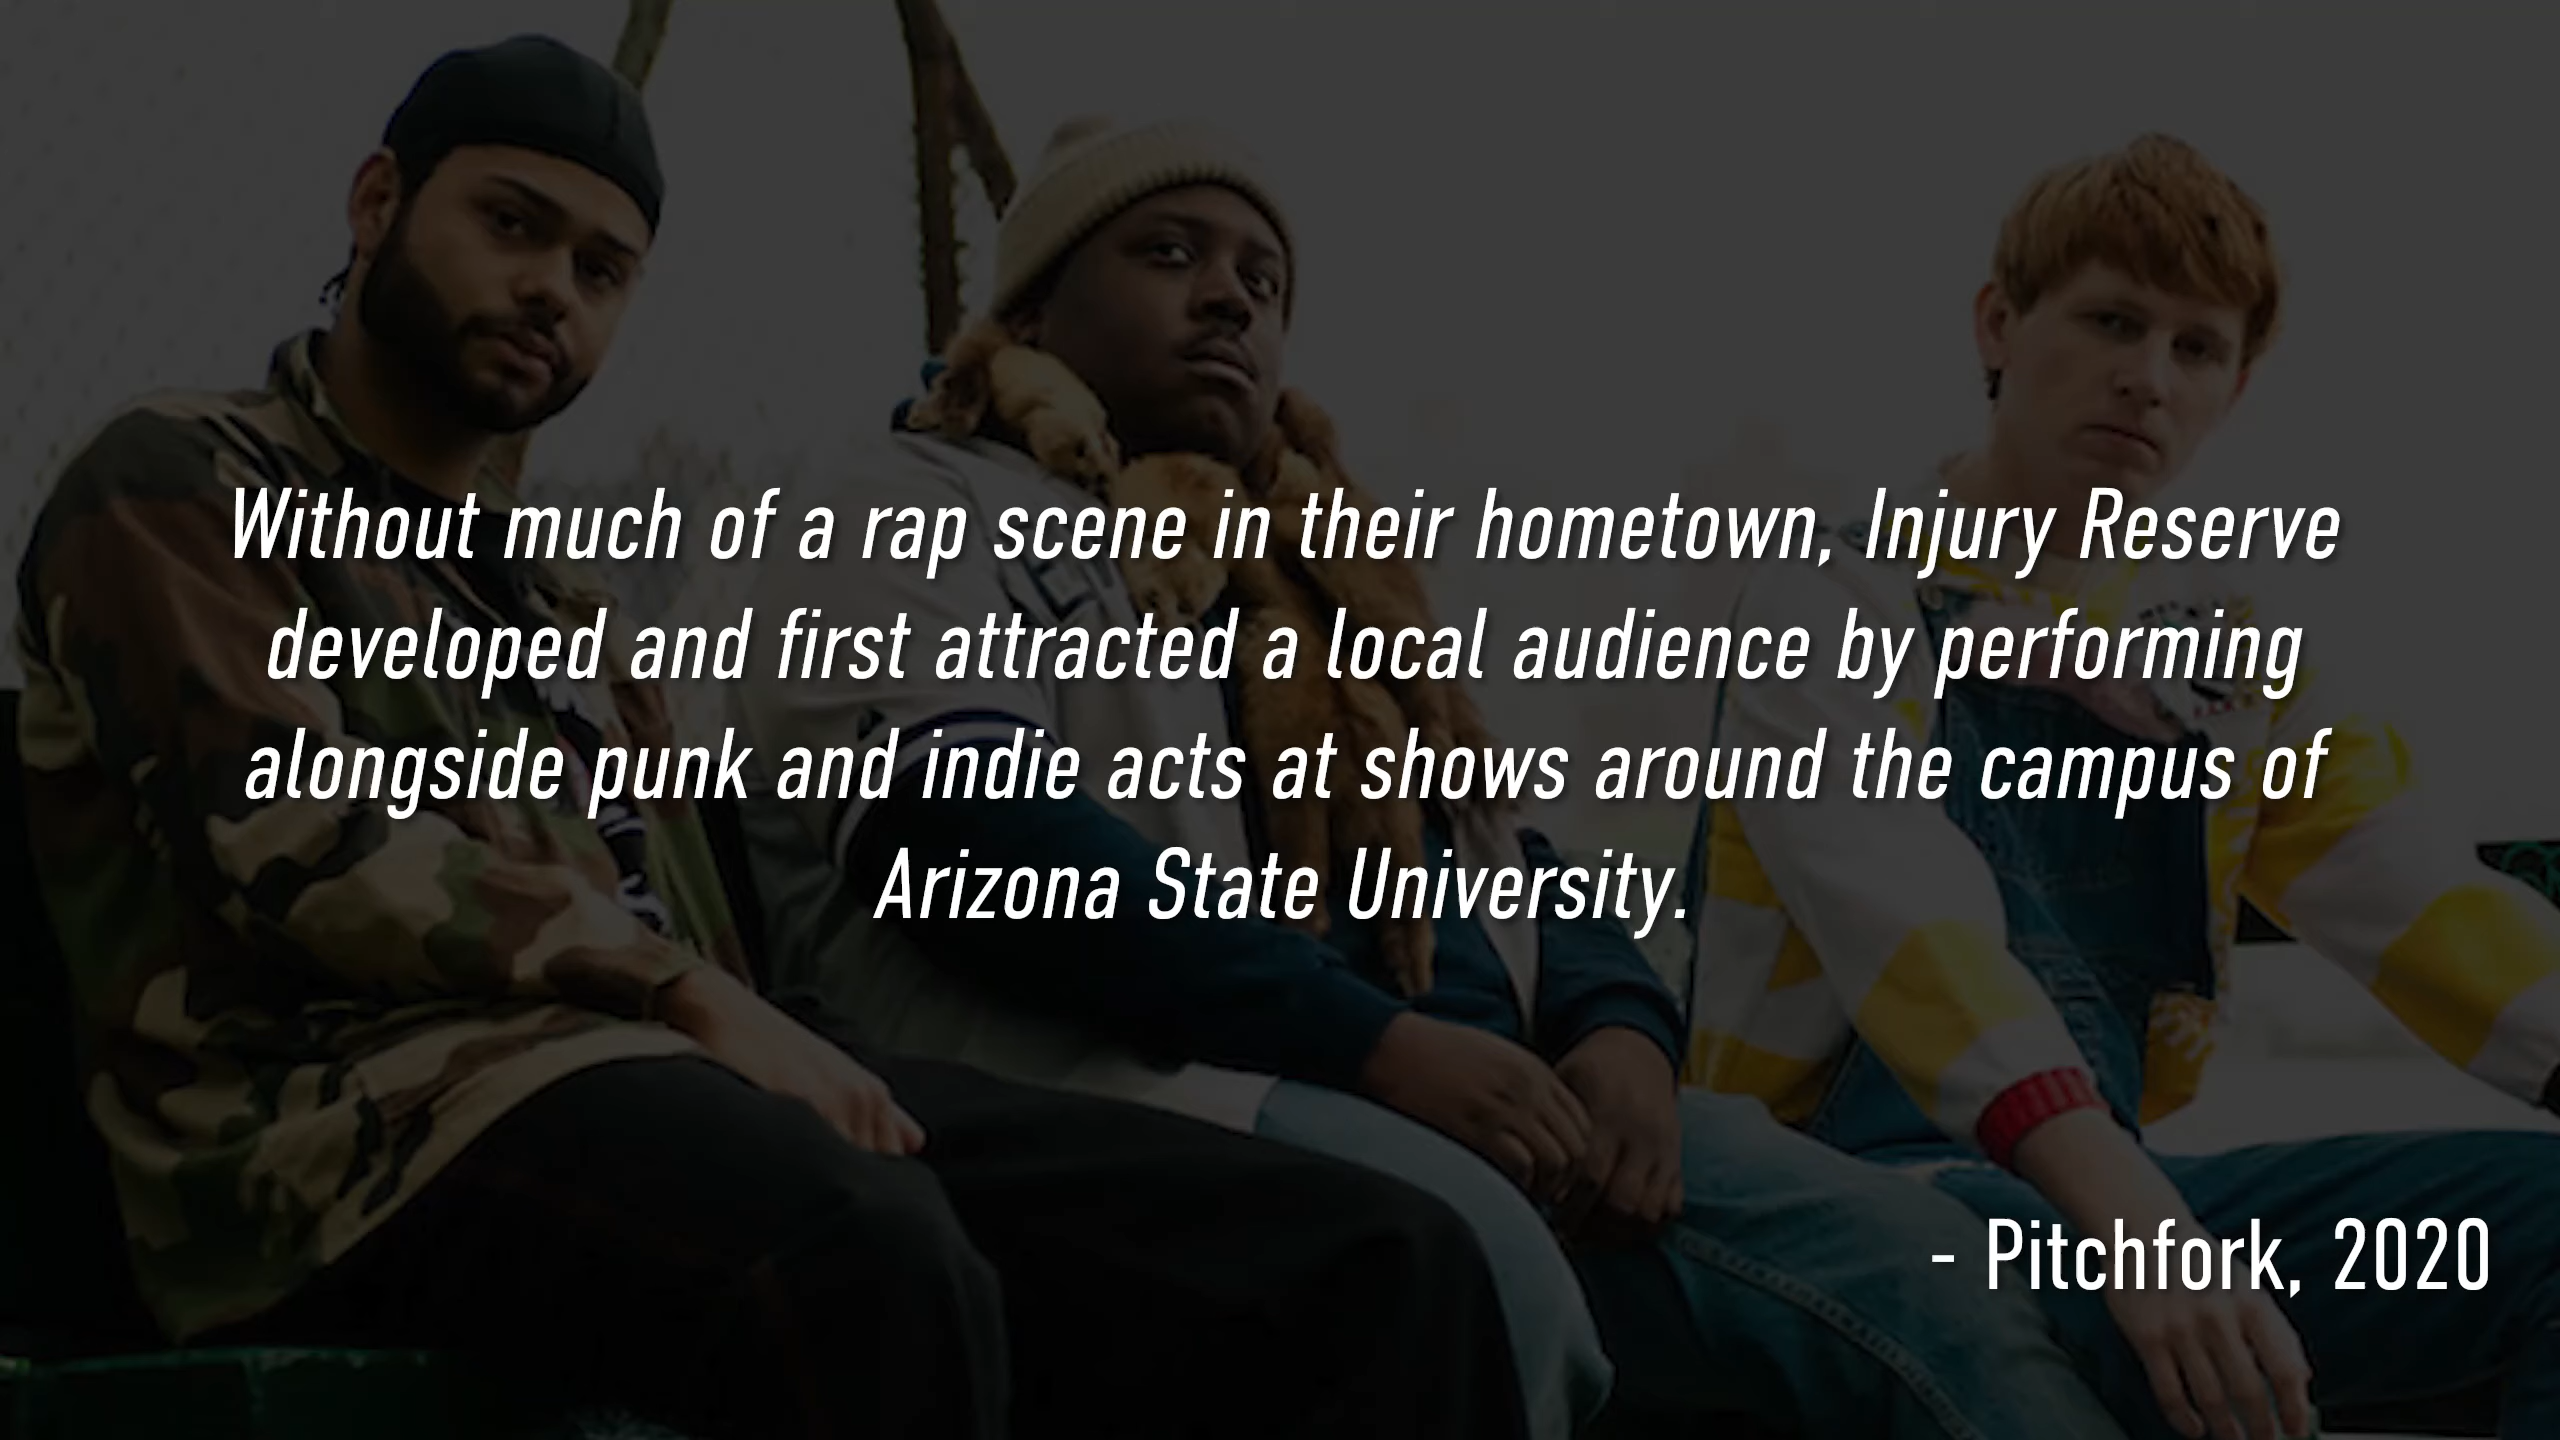 Without much of a rap scene in their hometown, Injury Reserve
developed and first attracted a local audience by performing
alongside punk and indie acts at shows around the campus of
Arizona State University.
- Pitchfork, 2020